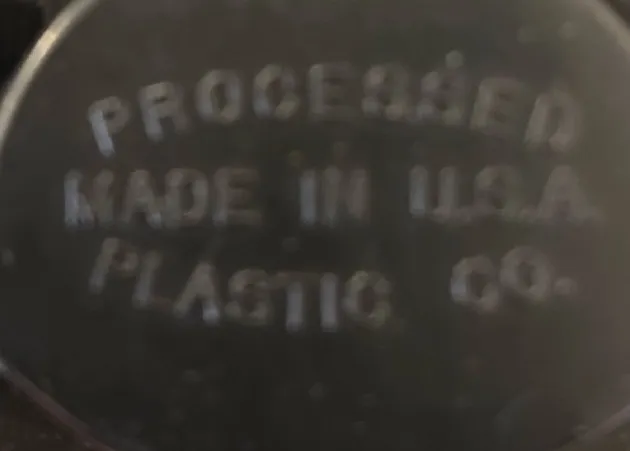 PROCESSED
MADE IN U.S.A.
PLASTIC CO.